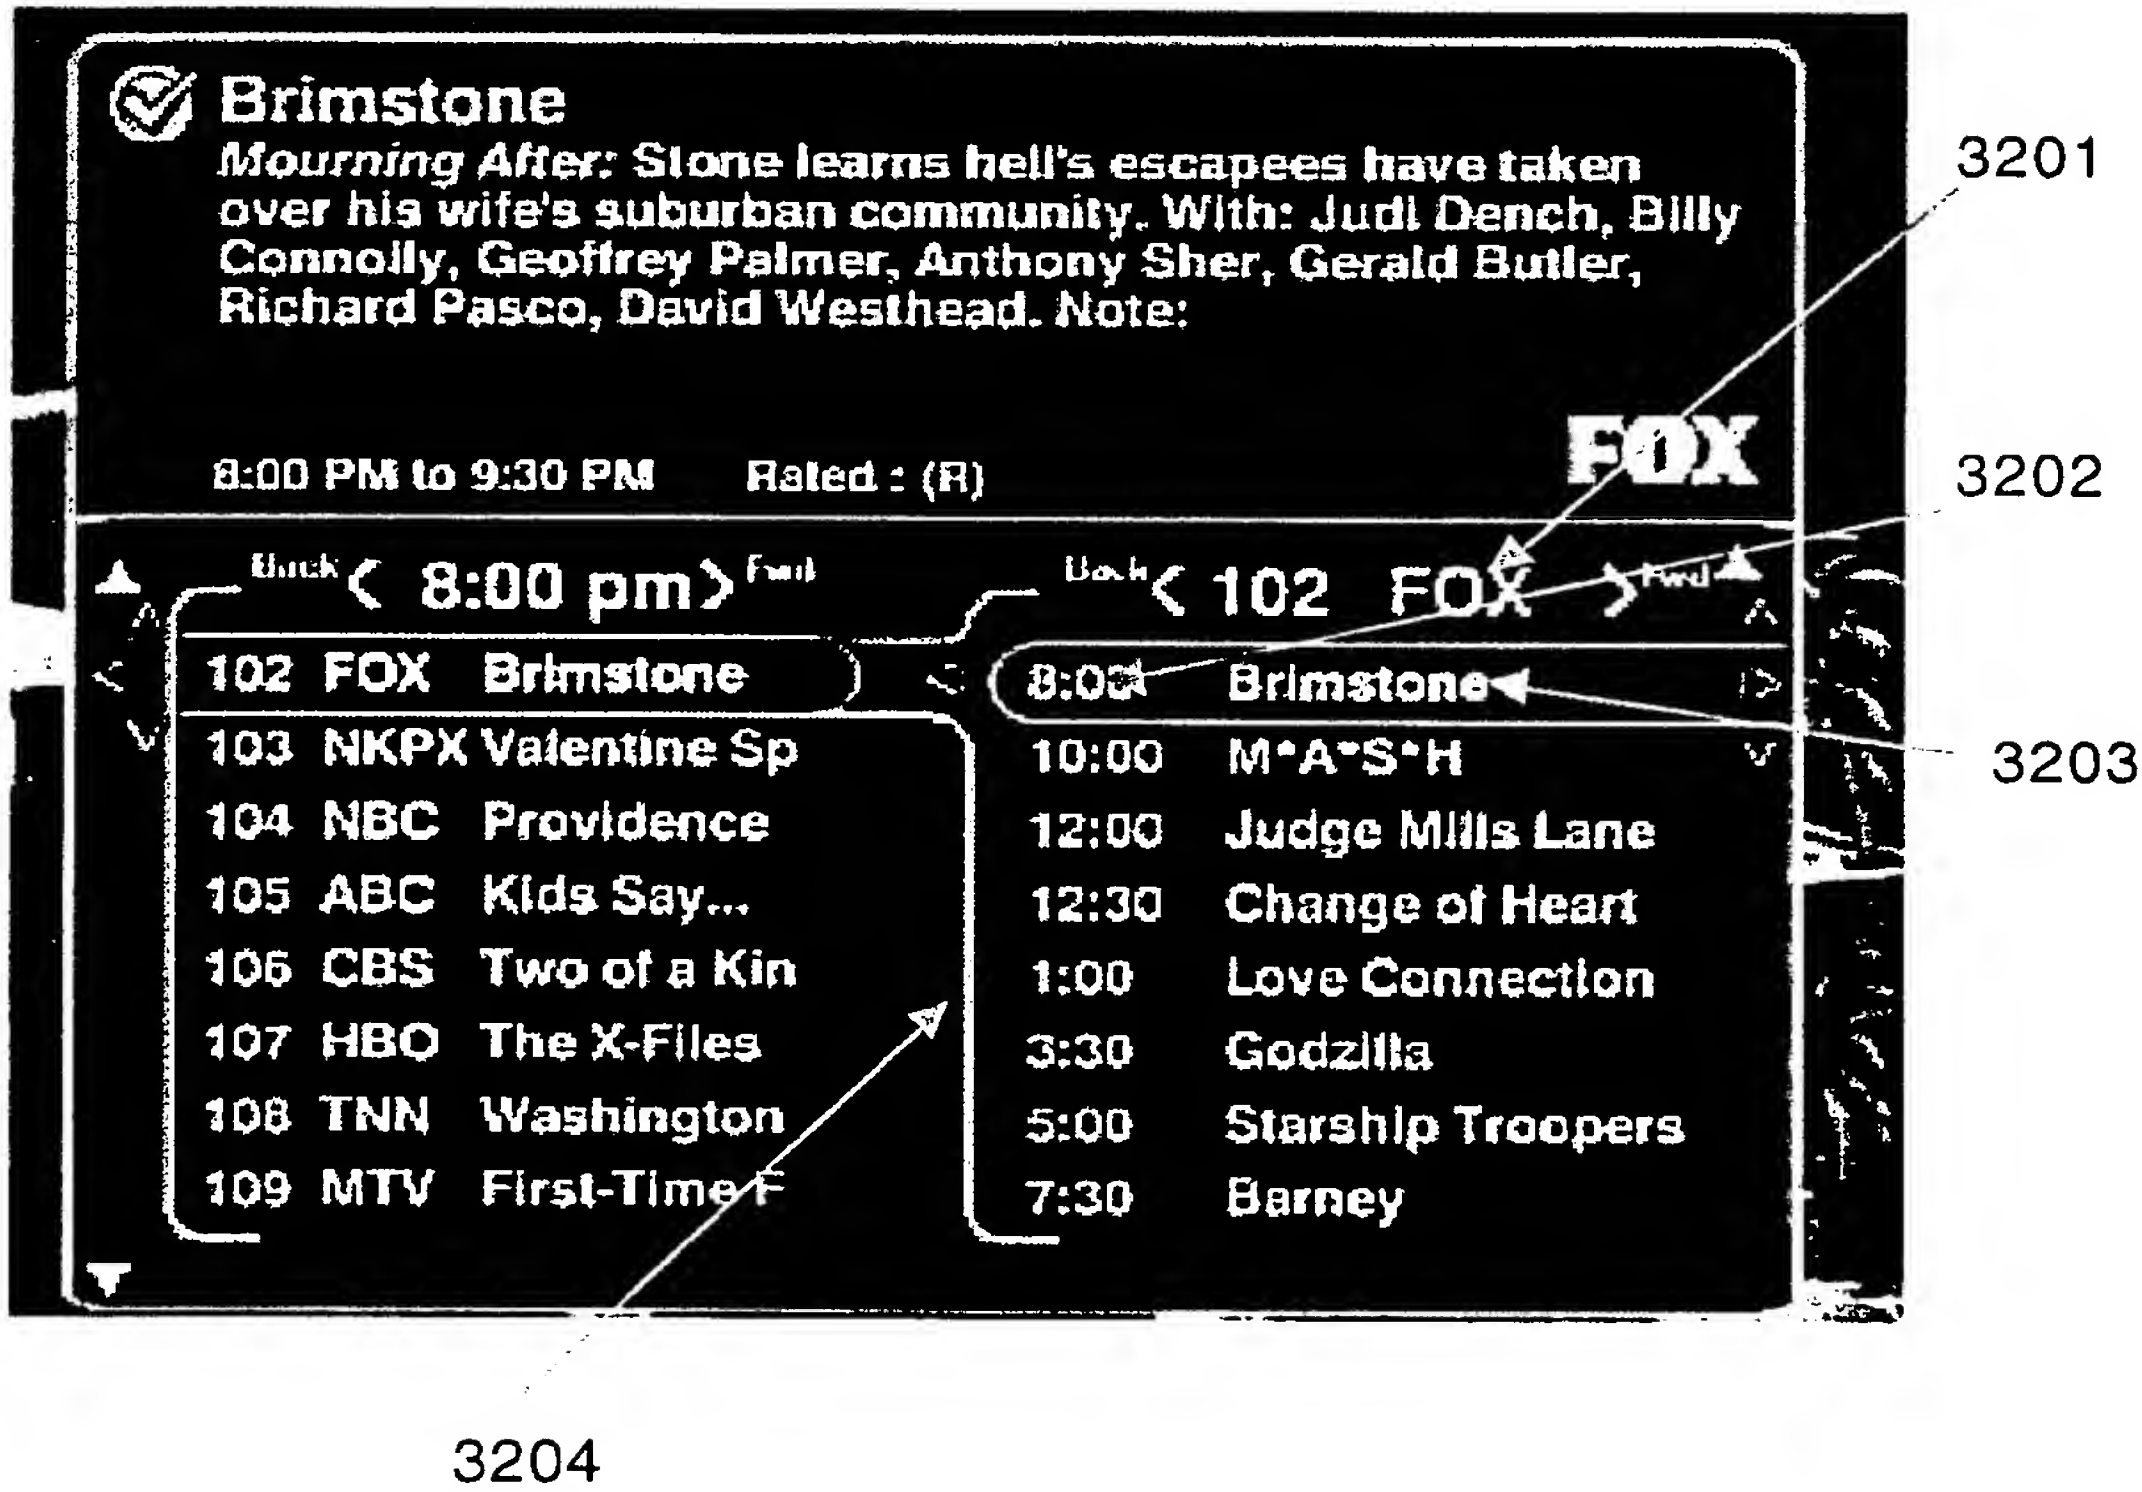 Brimstone
Mourning After: Stone learns hell's escapees have taken
over his wife's suburban community. With: Judi Dench, Billy
Connolly, Geoffrey Palmer, Anthony Sher, Gerald Butler,
Richard Pasco, David Westhead. Note:
FOX
8:00 PM to 9:30 PM Rated : (R)
Back < 8:00 pm > Fwd
102 FOX Brimstone
103 NKPX Valentine Sp
104 NBC Providence
105 ABC Kids Say...
106 CBS Two of a Kin
107 HBO The X-Files
108 TNN Washington
109 MTV First-Time F
Back < 102 FOX > Fwd
8:00 Brimstone
10:00 M*A*S*H
12:00 Judge Mills Lane
12:30 Change of Heart
1:00 Love Connection
3:30 Godzilla
5:00 Starship Troopers
7:30 Barney
3201
3202
3203
3204